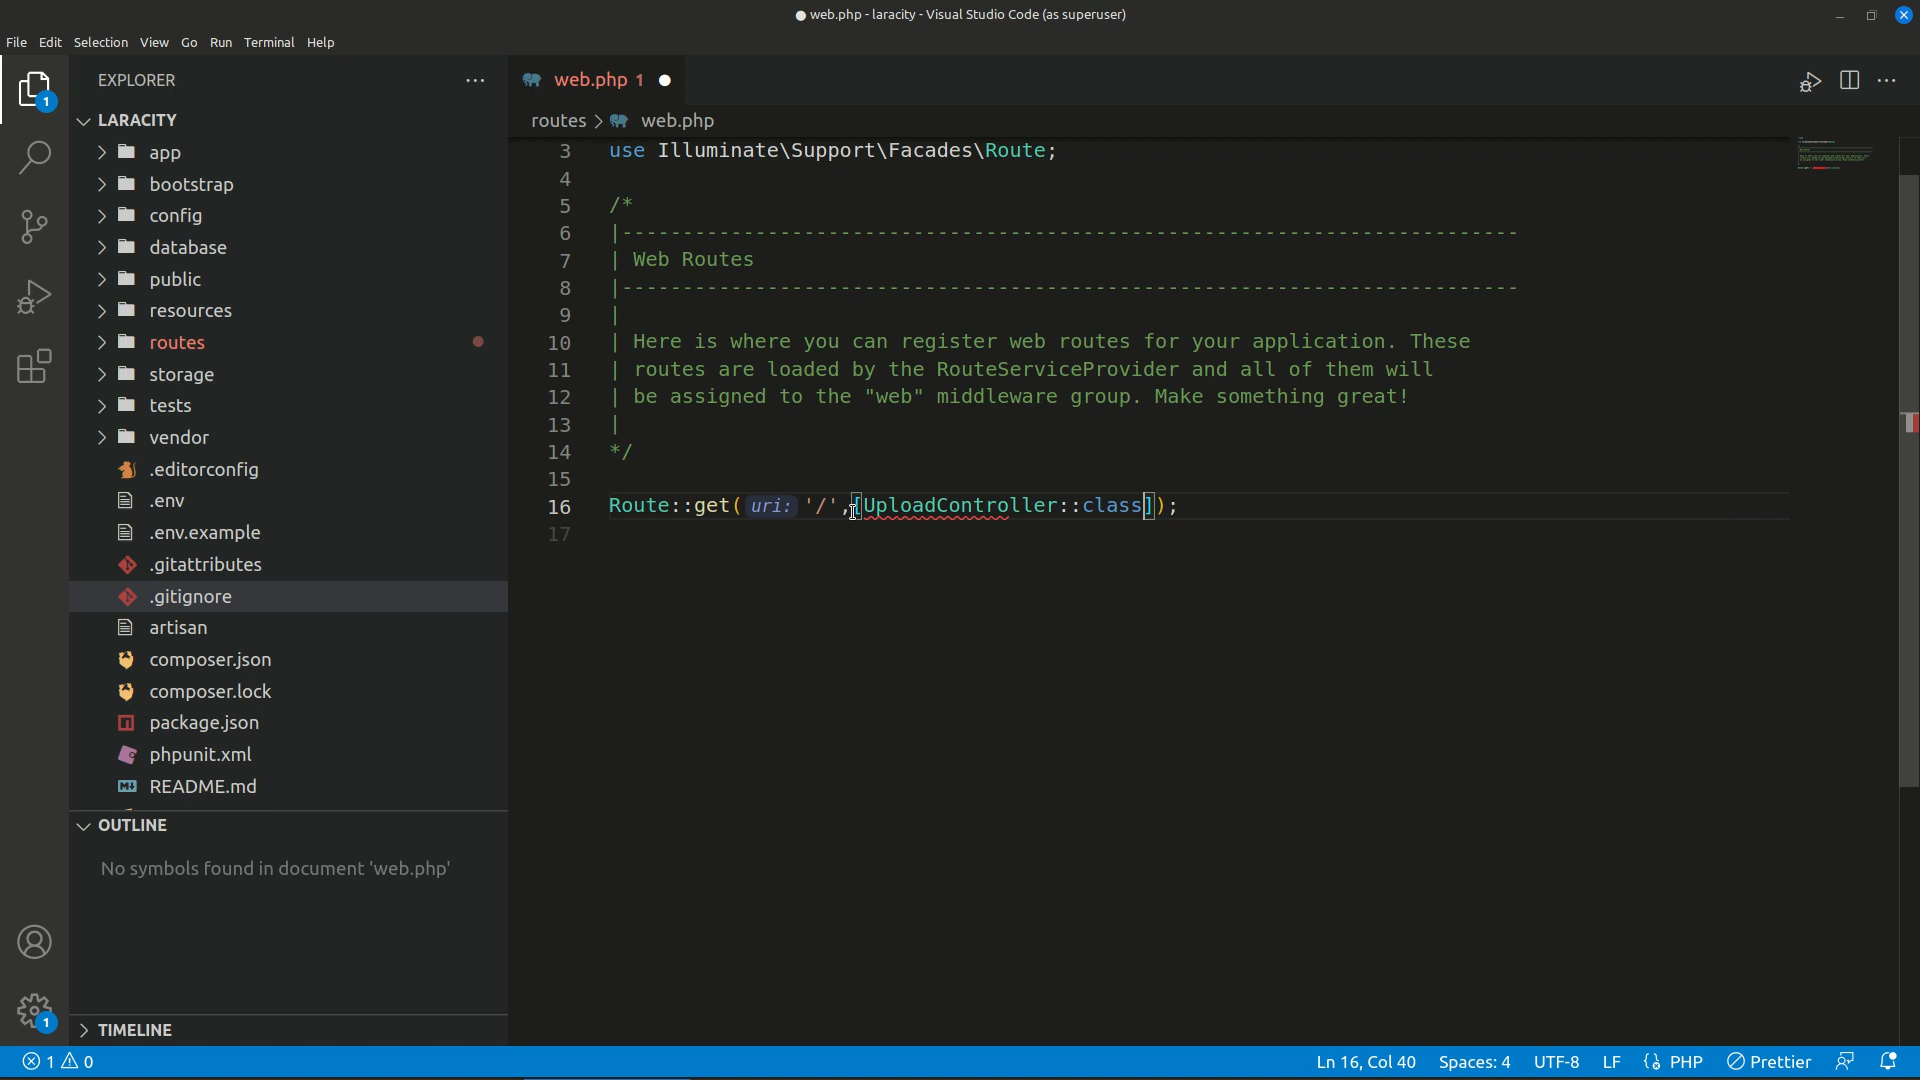 web.php - laracity - Visual Studio Code (as superuser)
File Edit Selection View Go Run Terminal Help
EXPLORER
1
LARACITY
app
bootstrap
config
database
public
resources
routes
storage
tests
vendor
.editorconfig
.env
.env.example
.gitattributes
.gitignore
artisan
composer.json
composer.lock
package.json
phpunit.xml
README.md
OUTLINE
No symbols found in document 'web.php'
1
TIMELINE
web.php 1
routes > web.php
3 use Illuminate\Support\Facades\Route;
4
5 /*
6 |--------------------------------------------------------------------------
7 | Web Routes
8 |--------------------------------------------------------------------------
9 |
10 | Here is where you can register web routes for your application. These
11 | routes are loaded by the RouteServiceProvider and all of them will
12 | be assigned to the "web" middleware group. Make something great!
13 |
14 */
15
16 Route::get(uri: '/',[UploadController::class]);
17
1 0
Ln 16, Col 40 Spaces: 4 UTF-8 LF PHP Prettier